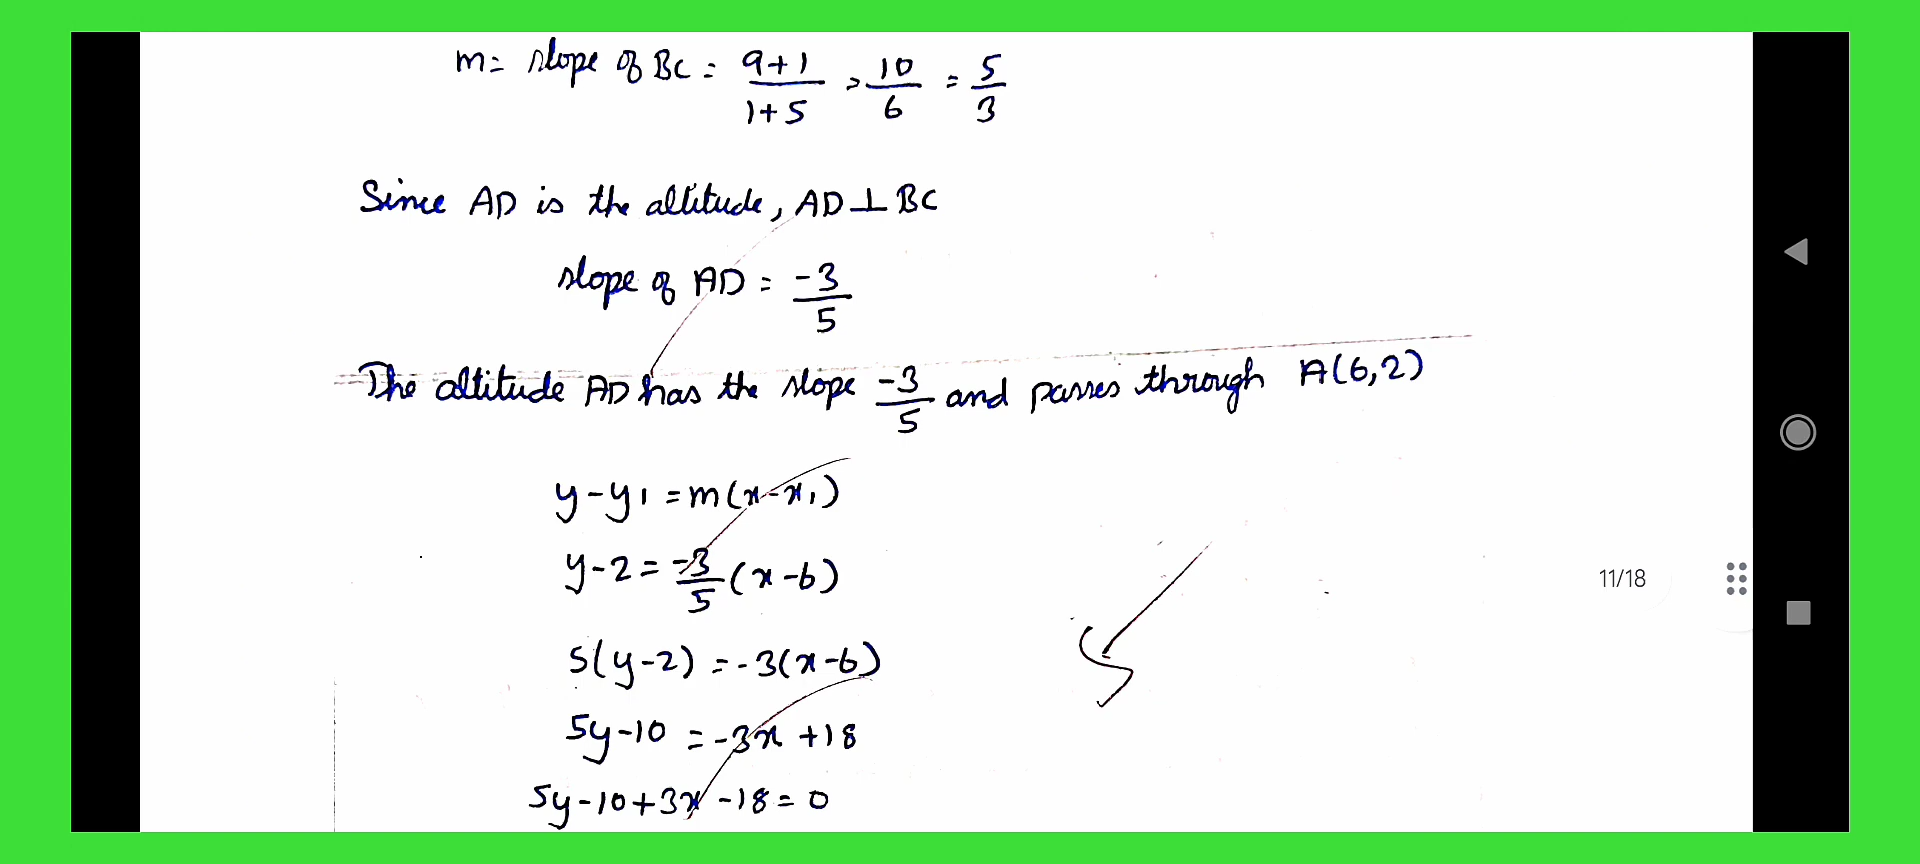 m = slope of BC = 9+1/1+5 = 10/6 = 5/3
Since AD is the altitude, AD ⊥ BC
slope of AD = -3/5
The altitude AD has the slope -3/5 and passes through A(6,2)
y-y1 = m(x-x1)
y-2 = -3/5 (x-6)
5(y-2) = -3(x-6)
5y-10 = -3x +18
5y-10+3x-18 = 0
11/18
5